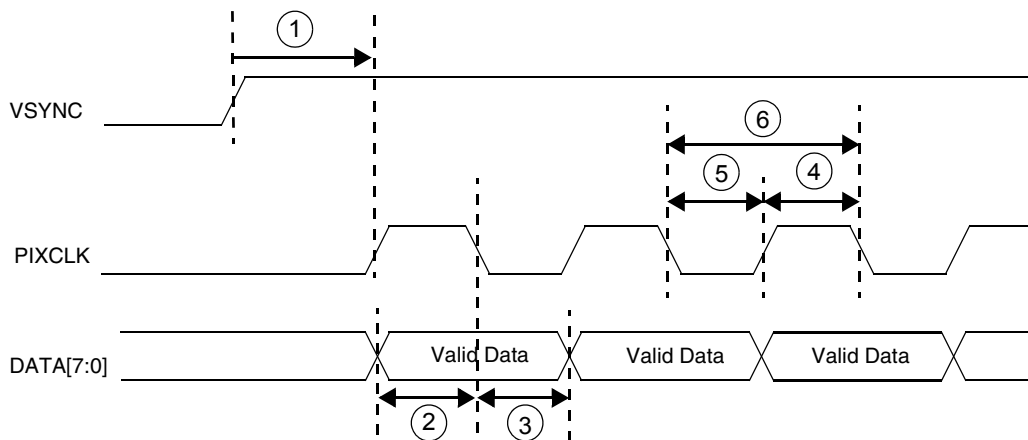 1
VSYNC
6
5
4
PIXCLK
DATA[7:0]
Valid Data
Valid Data
Valid Data
2
3